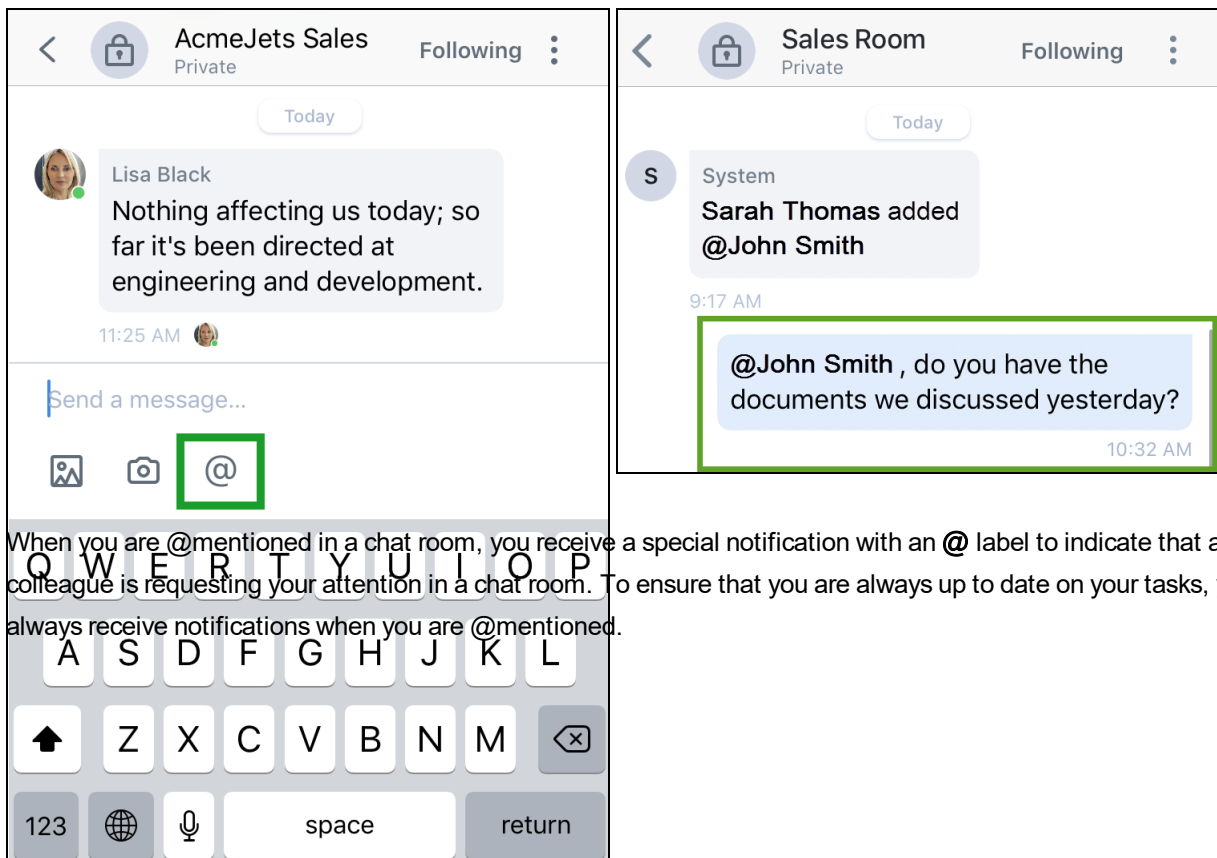 AcmeJets Sales
Private
Following
Today
Lisa Black
Nothing affecting us today; so
far it's been directed at
engineering and development.
11:25 AM
Send a message...
@
Sales Room
Private
Following
Today
S
System
Sarah Thomas added
@John Smith
9:17 AM
@John Smith , do you have the
documents we discussed yesterday?
10:32 AM
When you are @mentioned in a chat room, you receive a special notification with an @ label to indicate that a
colleague is requesting your attention in a chat room. To ensure that you are always up to date on your tasks,
always receive notifications when you are @mentioned.
Q W E R T Y U I O P
A S D F G H J K L
Z X C V B N M
123 space return